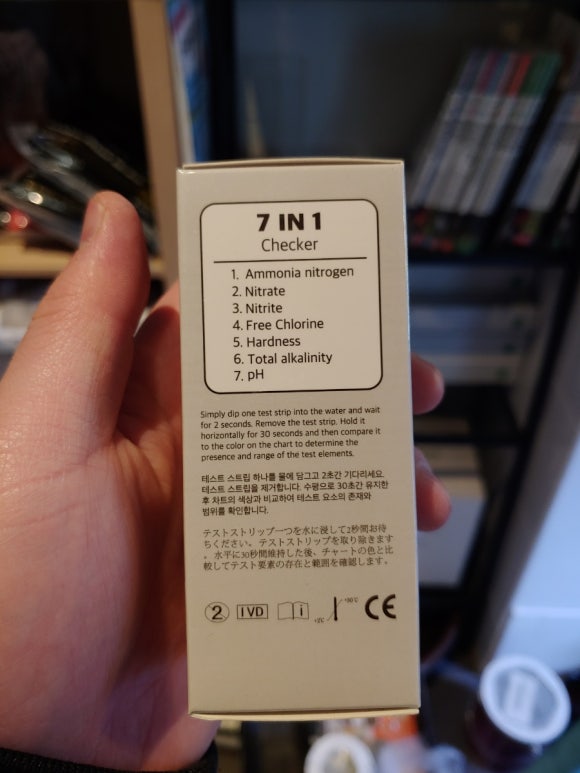 7 IN 1
Checker
1. Ammonia nitrogen
2. Nitrate
3. Nitrite
4. Free Chlorine
5. Hardness
6. Total alkalinity
7. pH
Simply dip one test strip into the water and wait
for 2 seconds. Remove the test strip. Hold it
horizontally for 30 seconds and then compare it
to the color on the chart to determine the
presence and range of the test elements.
테스트 스트립 하나를 물에 담그고 2초간 기다리세요.
테스트 스트립을 제거합니다. 수평으로 30초간 유지한
후 차트의 색상과 비교하여 테스트 요소의 존재와
범위를 확인합니다.
テストストリップ一つを水に浸して2秒間お待
ちください。テストストリップを取り除きます
。水平に30秒間維持した後、チャートの色と比
較してテスト要素の存在と範囲を確認します。
2 IVD i +2°C +30°C CE